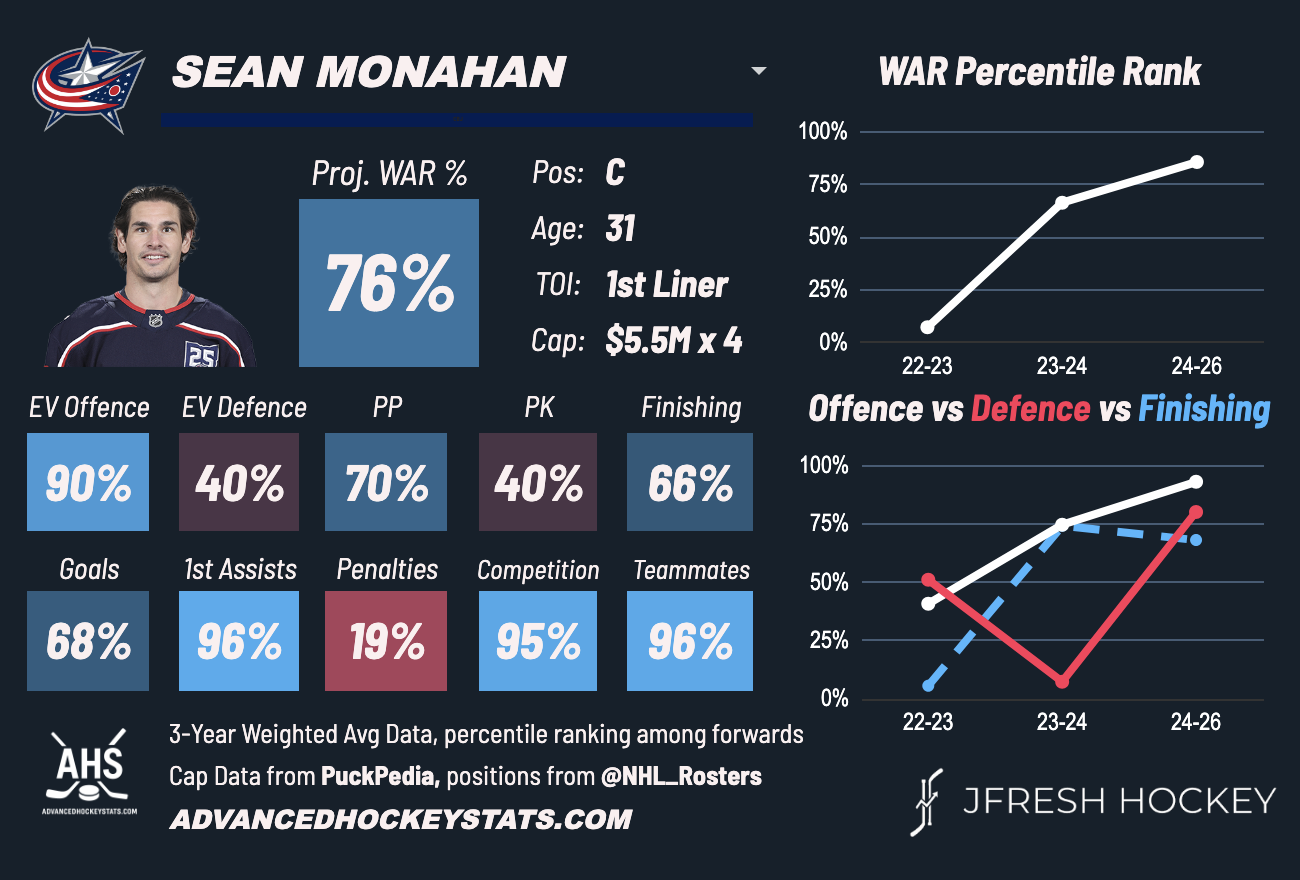 SEAN MONAHAN
Proj. WAR %
76%
Pos: C
Age: 31
TOI: 1st Liner
Cap: $5.5M x 4
25
EV Offence EV Defence PP PK Finishing
90% 40% 70% 40% 66%
Goals 1st Assists Penalties Competition Teammates
68% 96% 19% 95% 96%
WAR Percentile Rank
100%
75%
50%
25%
0%
22-23 23-24 24-26
Offence vs Defence vs Finishing
100%
75%
50%
25%
0%
22-23 23-24 24-26
AHS
ADVANCEDHOCKEYSTATS.COM
3-Year Weighted Avg Data, percentile ranking among forwards
Cap Data from PuckPedia, positions from @NHL_Rosters
ADVANCEDHOCKEYSTATS.COM
JFRESH HOCKEY